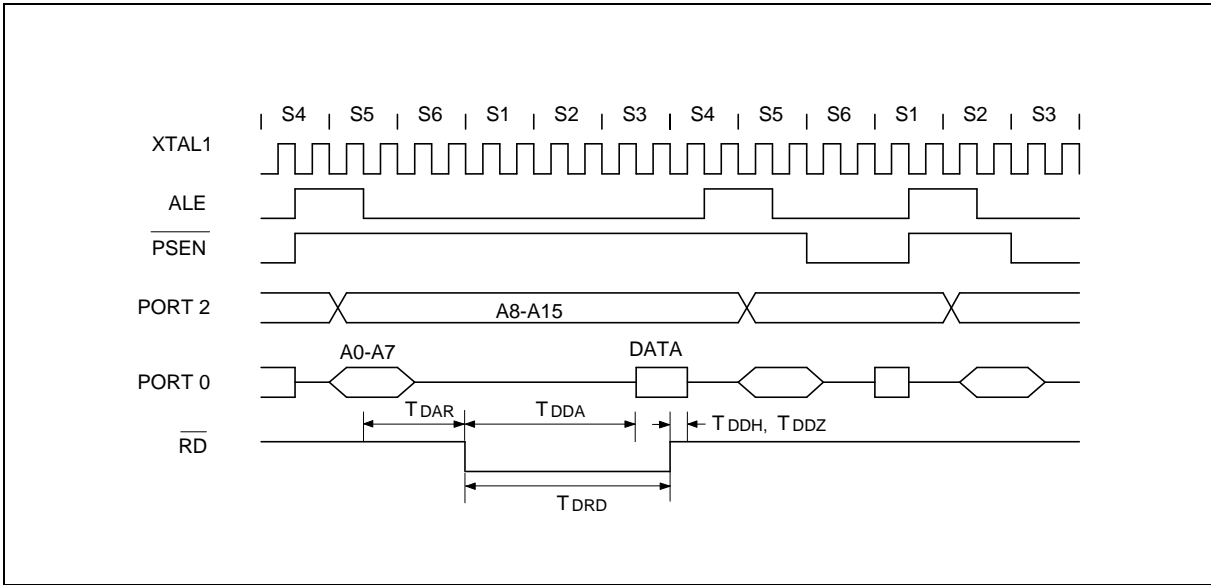 S4 S5 S6 S1 S2 S3 S4 S5 S6 S1 S2 S3
XTAL1
ALE
PSEN
PORT 2
A8-A15
A0-A7 DATA
PORT 0
TDAR TDDA TDDH, TDDZ
RD
TDRD